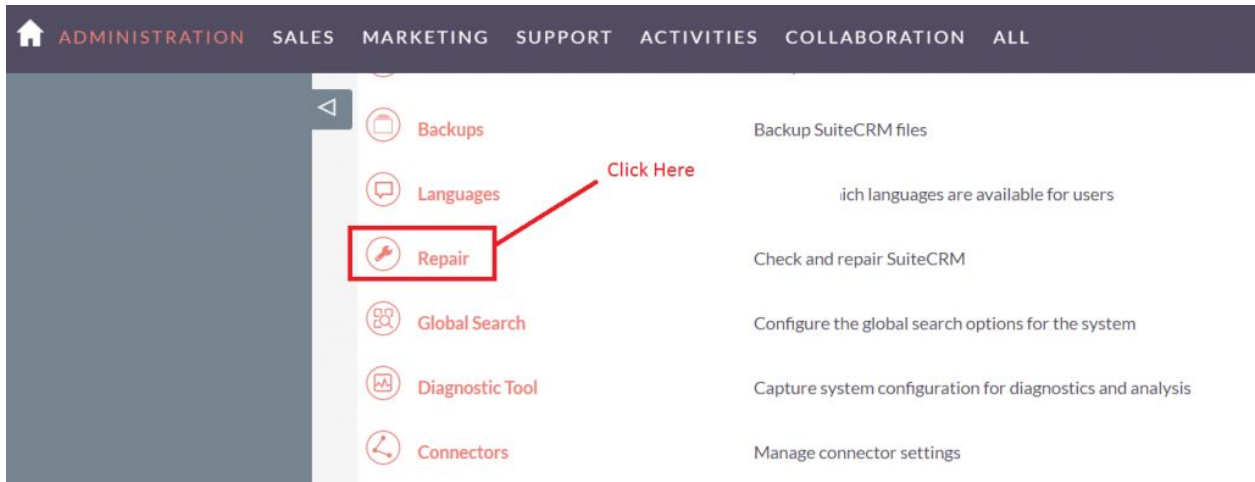 ADMINISTRATION SALES MARKETING SUPPORT ACTIVITIES COLLABORATION ALL
Backups Backup SuiteCRM files
Click Here
Languages ich languages are available for users
Repair Check and repair SuiteCRM
Global Search Configure the global search options for the system
Diagnostic Tool Capture system configuration for diagnostics and analysis
Connectors Manage connector settings